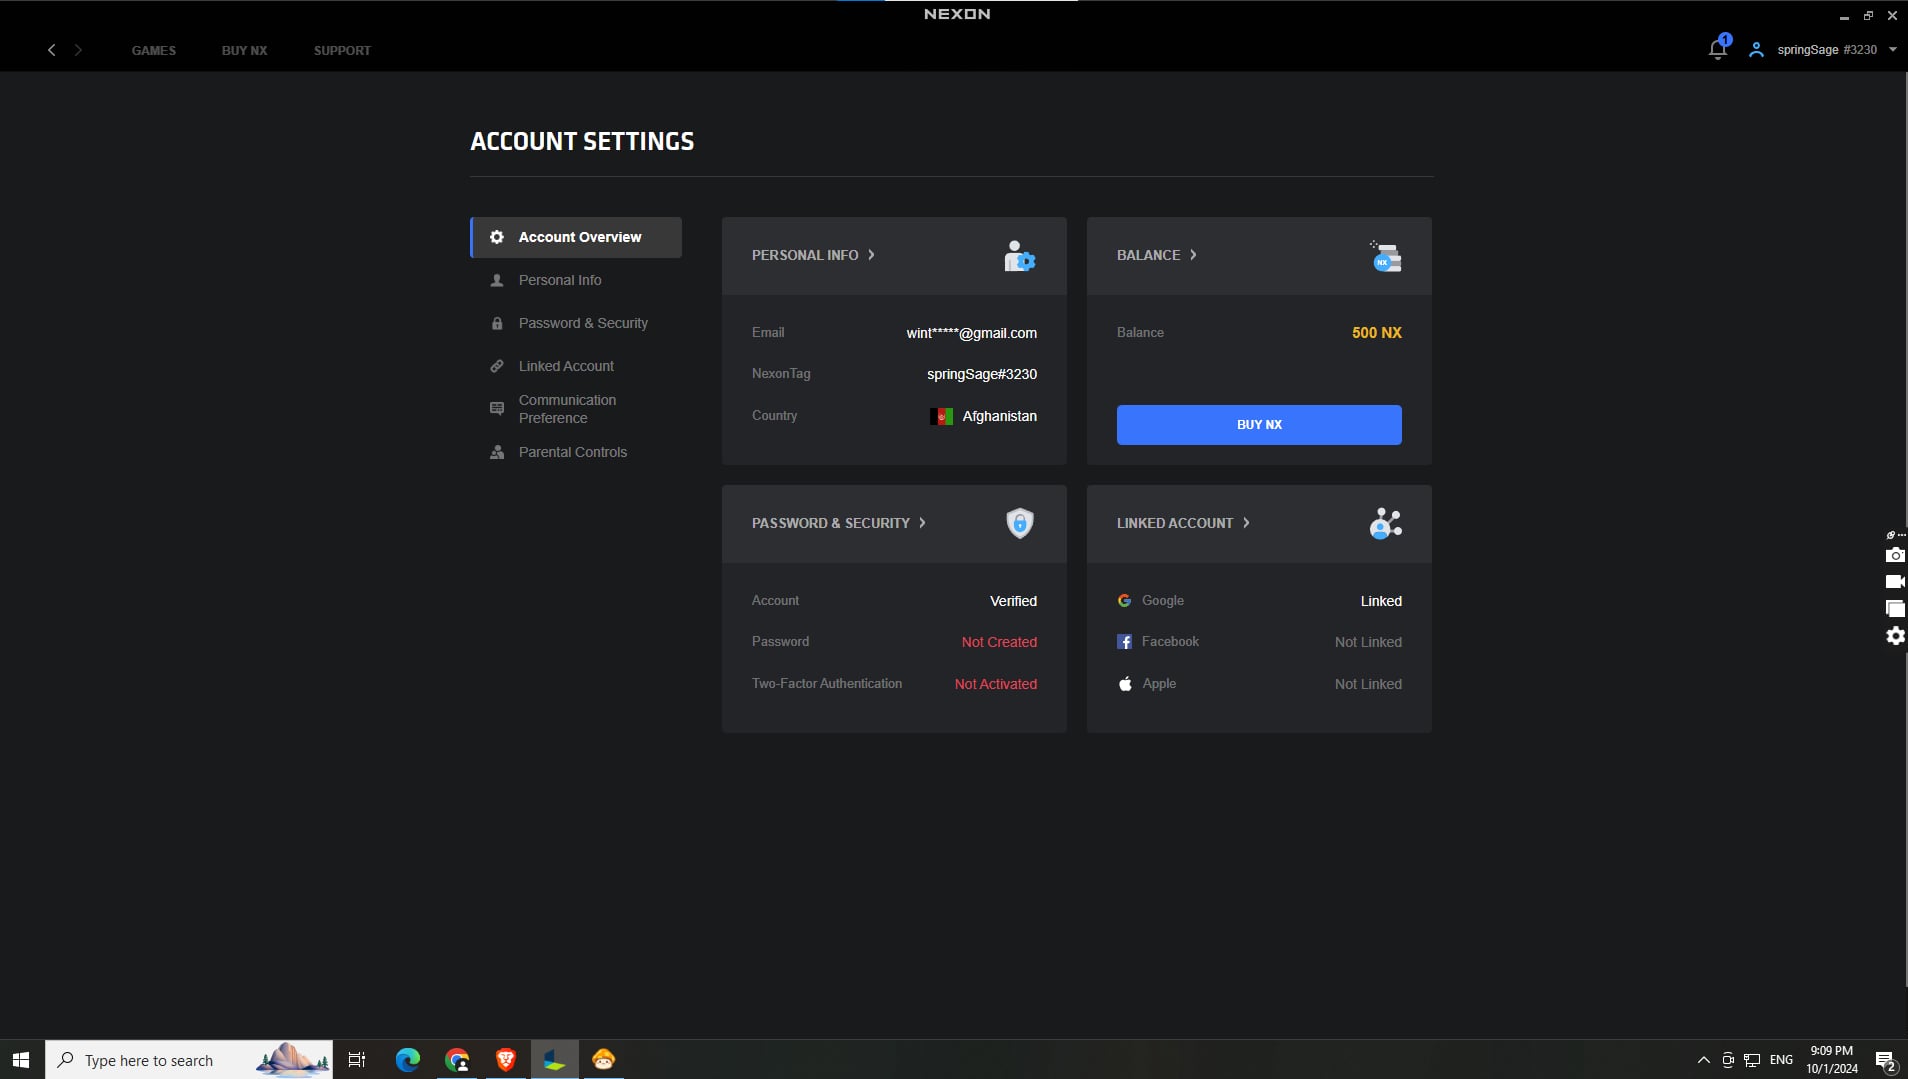 NEXON
GAMES
BUY NX
SUPPORT
1
springSage #3230
ACCOUNT SETTINGS
Account Overview
Personal Info
Password & Security
Linked Account
Communication
Preference
Parental Controls
PERSONAL INFO
Email wint*****@gmail.com
NexonTag springSage#3230
Country Afghanistan
BALANCE
NX
Balance 500 NX
BUY NX
PASSWORD & SECURITY
Account Verified
Password Not Created
Two-Factor Authentication Not Activated
LINKED ACCOUNT
Google Linked
Facebook Not Linked
Apple Not Linked
Type here to search
ENG
9:09 PM
10/1/2024
2